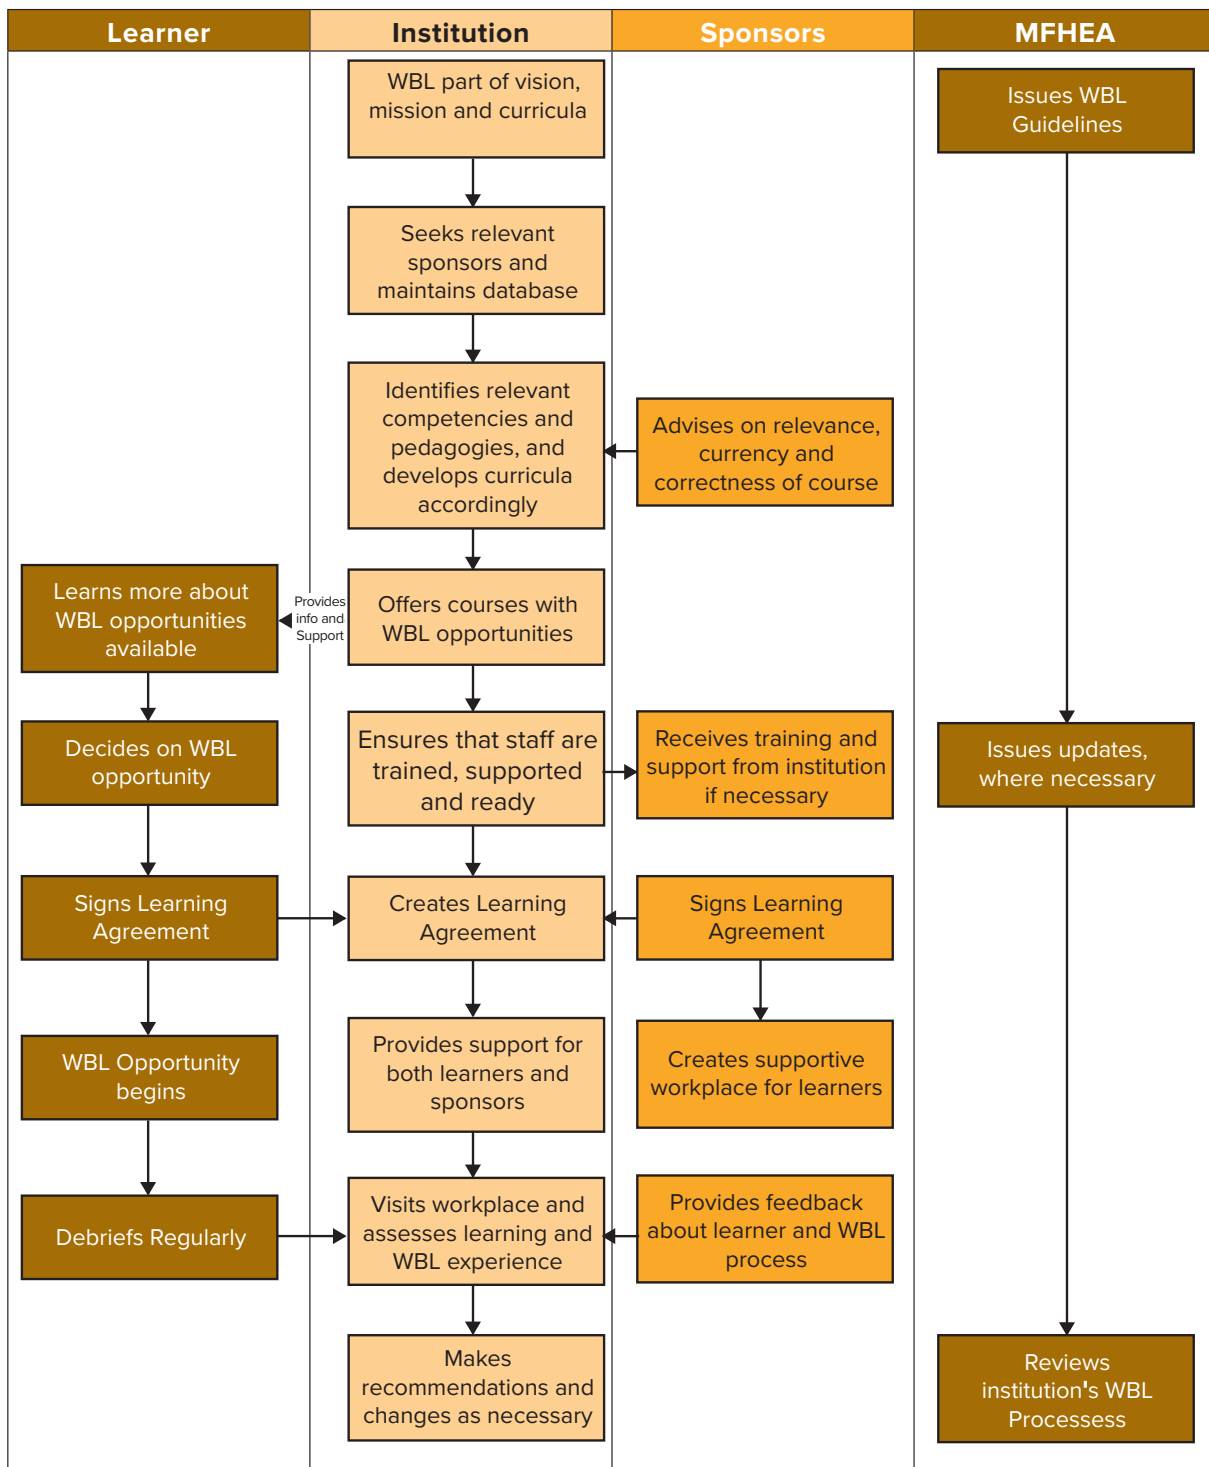 Learner
Institution
Sponsors
MFHEA
WBL part of vision,
mission and curricula
Issues WBL
Guidelines
Seeks relevant
sponsors and
maintains database
Identifies relevant
competencies and
pedagogies, and
develops curricula
accordingly
Advises on relevance,
currency and
correctness of course
Learns more about
WBL opportunities
available
Provides
info and
Support
Offers courses with
WBL opportunities
Decides on WBL
opportunity
Ensures that staff are
trained, supported
and ready
Receives training and
support from institution
if necessary
Issues updates,
where necessary
Signs Learning
Agreement
Creates Learning
Agreement
Signs Learning
Agreement
WBL Opportunity
begins
Provides support for
both learners and
sponsors
Creates supportive
workplace for learners
Debriefs Regularly
Visits workplace and
assesses learning and
WBL experience
Provides feedback
about learner and WBL
process
Makes
recommendations and
changes as necessary
Reviews
institution's WBL
Processess